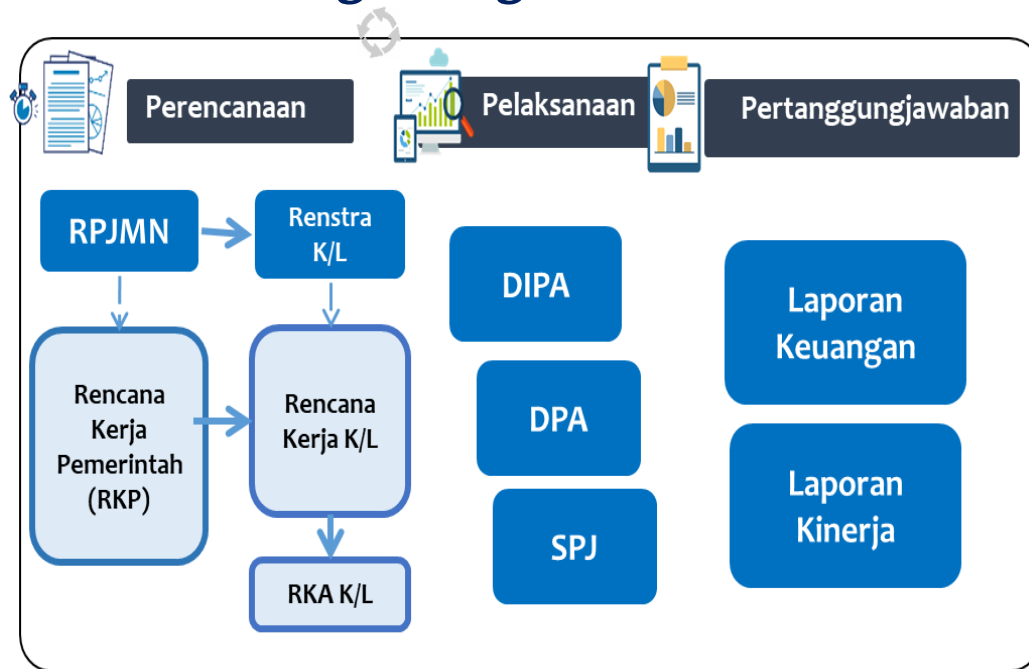 Perencanaan
Pelaksanaan
Pertanggungjawaban
RPJMN
Renstra
K/L
Rencana
Kerja
Pemerintah
(RKP)
Rencana
Kerja K/L
RKA K/L
DIPA
DPA
SPJ
Laporan
Keuangan
Laporan
Kinerja